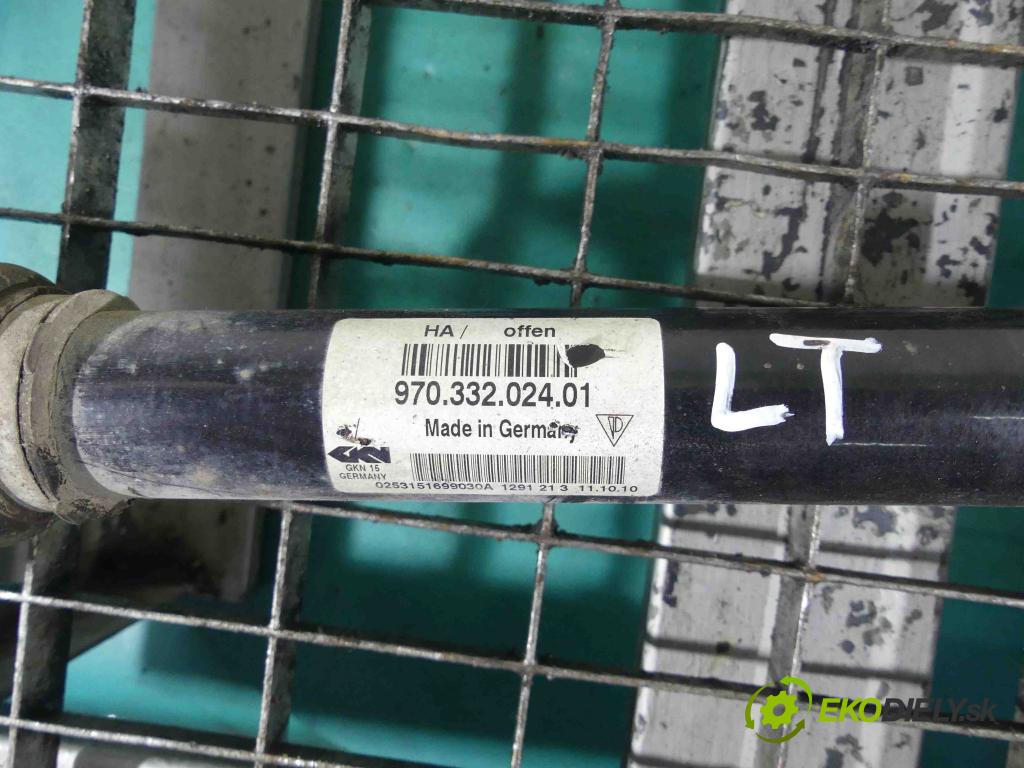 HA / offen
970.332.024.01
Made in Germany
GKN
GKN 15
GERMANY
0253151699030A 1291 21 3 11.10.10
LT
EKODIELY.sk